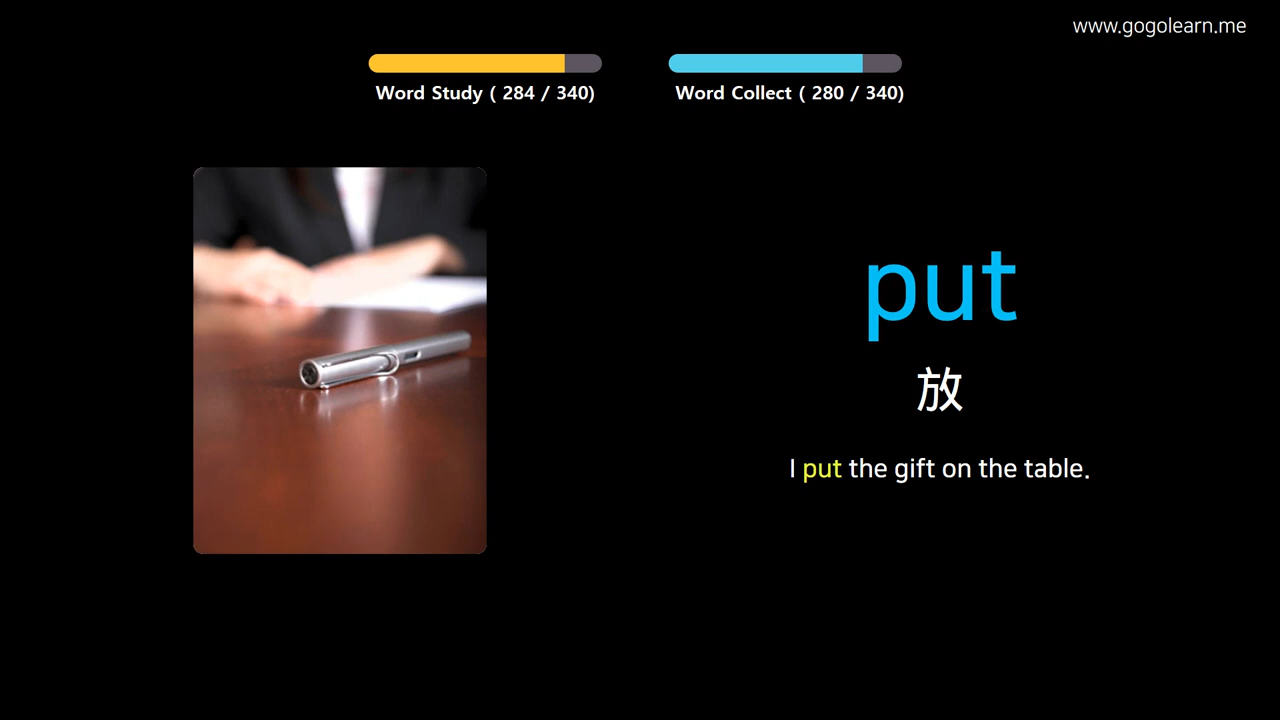 www.gogolearn.me
Word Study ( 284 / 340)
Word Collect ( 280 / 340)
put
放
I put the gift on the table.